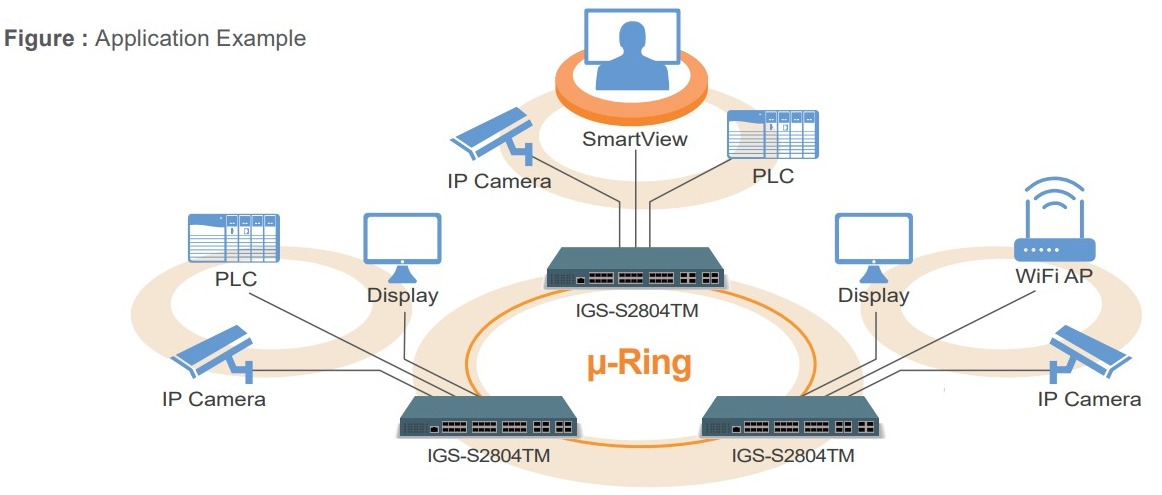 Figure : Application Example
SmartView
IP Camera
PLC
PLC
Display
Display
WiFi AP
IGS-S2804TM
µ-Ring
IP Camera
IP Camera
IGS-S2804TM
IGS-S2804TM